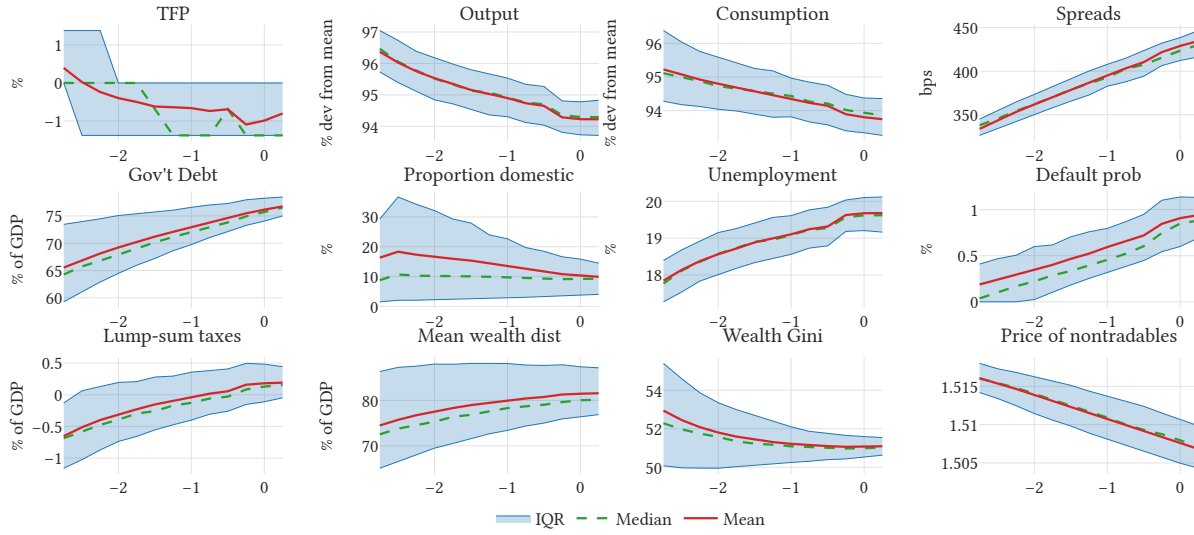 TFP Output Consumption Spreads
% 1 0 −1 −2 −1 0
% dev from mean 97 96 95 94 −2 −1 0
% dev from mean 96 95 94 −2 −1 0
bps 450 400 350 −2 −1 0
Gov't Debt Proportion domestic Unemployment Default prob
% of GDP 75 70 65 60 −2 −1 0
% 30 20 10 0 −2 −1 0
% 20 19 18 −2 −1 0
% 1 0.5 0 −2 −1 0
Lump-sum taxes Mean wealth dist Wealth Gini Price of nontradables
% of GDP 0.5 0 −0.5 −1 −2 −1 0
% of GDP 80 70 −2 −1 0
54 52 50 −2 −1 0
1.515 1.51 1.505 −2 −1 0
IQR Median Mean